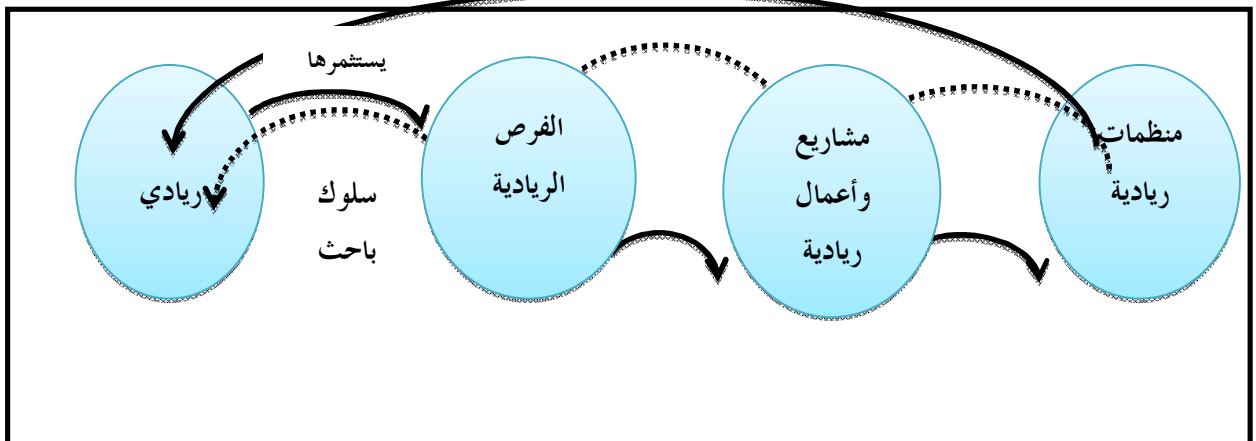 يستثمرها
ريادي
سلوك
باحث
الفرص
الريادية
مشاريع
وأعمال
ريادية
منظمات
ريادية